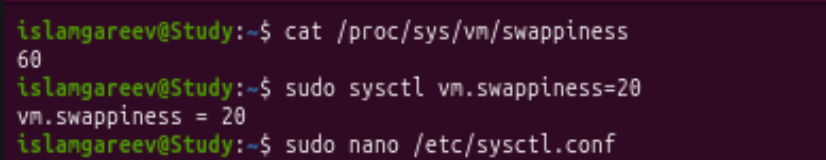 islamgareev@Study:~$ cat /proc/sys/vm/swappiness
60
islamgareev@Study:~$ sudo sysctl vm.swappiness=20
vm.swappiness = 20
islamgareev@Study:~$ sudo nano /etc/sysctl.conf